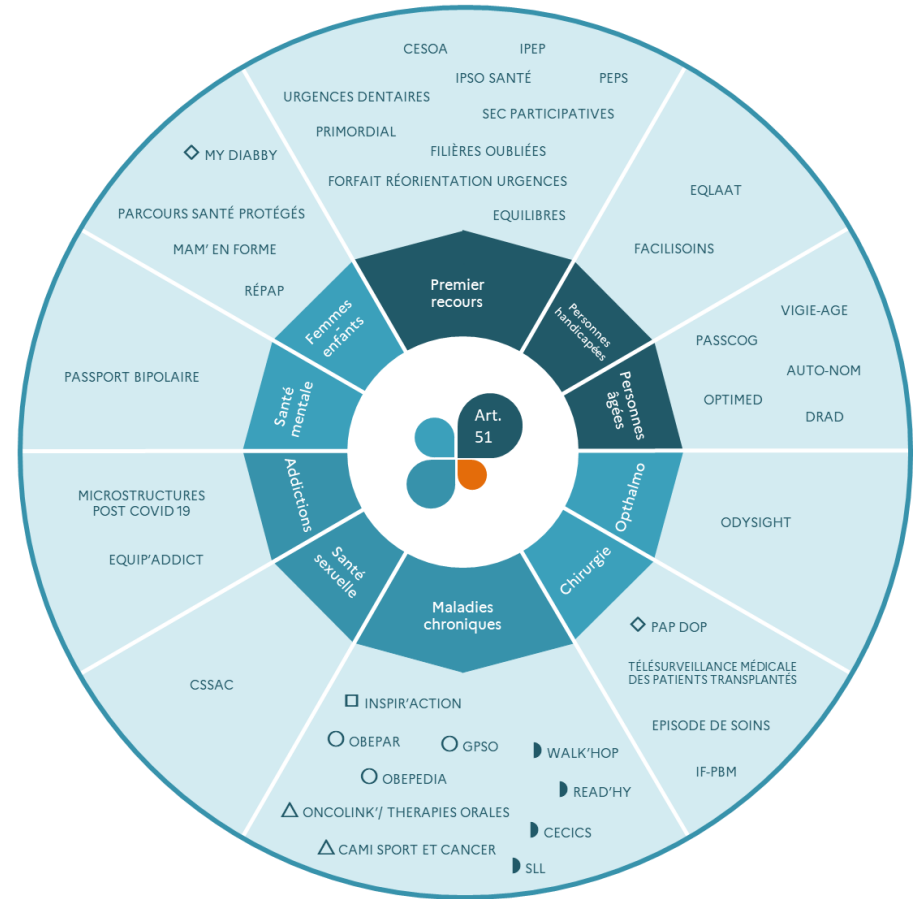 CESOA
IPEP
IPSO SANTÉ
PEPS
URGENCES DENTAIRES
SEC PARTICIPATIVES
PRIMORDIAL
FILIÈRES OUBLIÉES
FORFAIT RÉORIENTATION URGENCES
EQUILIBRES
Premier
recours
EQLAAT
FACILISOINS
Personnes
handicapées
VIGIE-AGE
PASSCOG
AUTO-NOM
OPTIMED
DRAD
Personnes
âgées
ODYSIGHT
Opthalmo
PAP DOP
TÉLÉSURVEILLANCE MÉDICALE
DES PATIENTS TRANSPLANTÉS
EPISODE DE SOINS
IF-PBM
Chirurgie
Maladies
chroniques
INSPIR'ACTION
OBEPAR
GPSO
WALK'HOP
OBEPEDIA
READ'HY
ONCOLINK'/ THERAPIES ORALES
CECICS
CAMI SPORT ET CANCER
SLL
Santé
sexuelle
CSSAC
Addictions
MICROSTRUCTURES
POST COVID 19
EQUIP'ADDICT
Santé
mentale
PASSPORT BIPOLAIRE
Femmes
enfants
MY DIABBY
PARCOURS SANTÉ PROTÉGÉS
MAM' EN FORME
RÉPAP
Art.
51